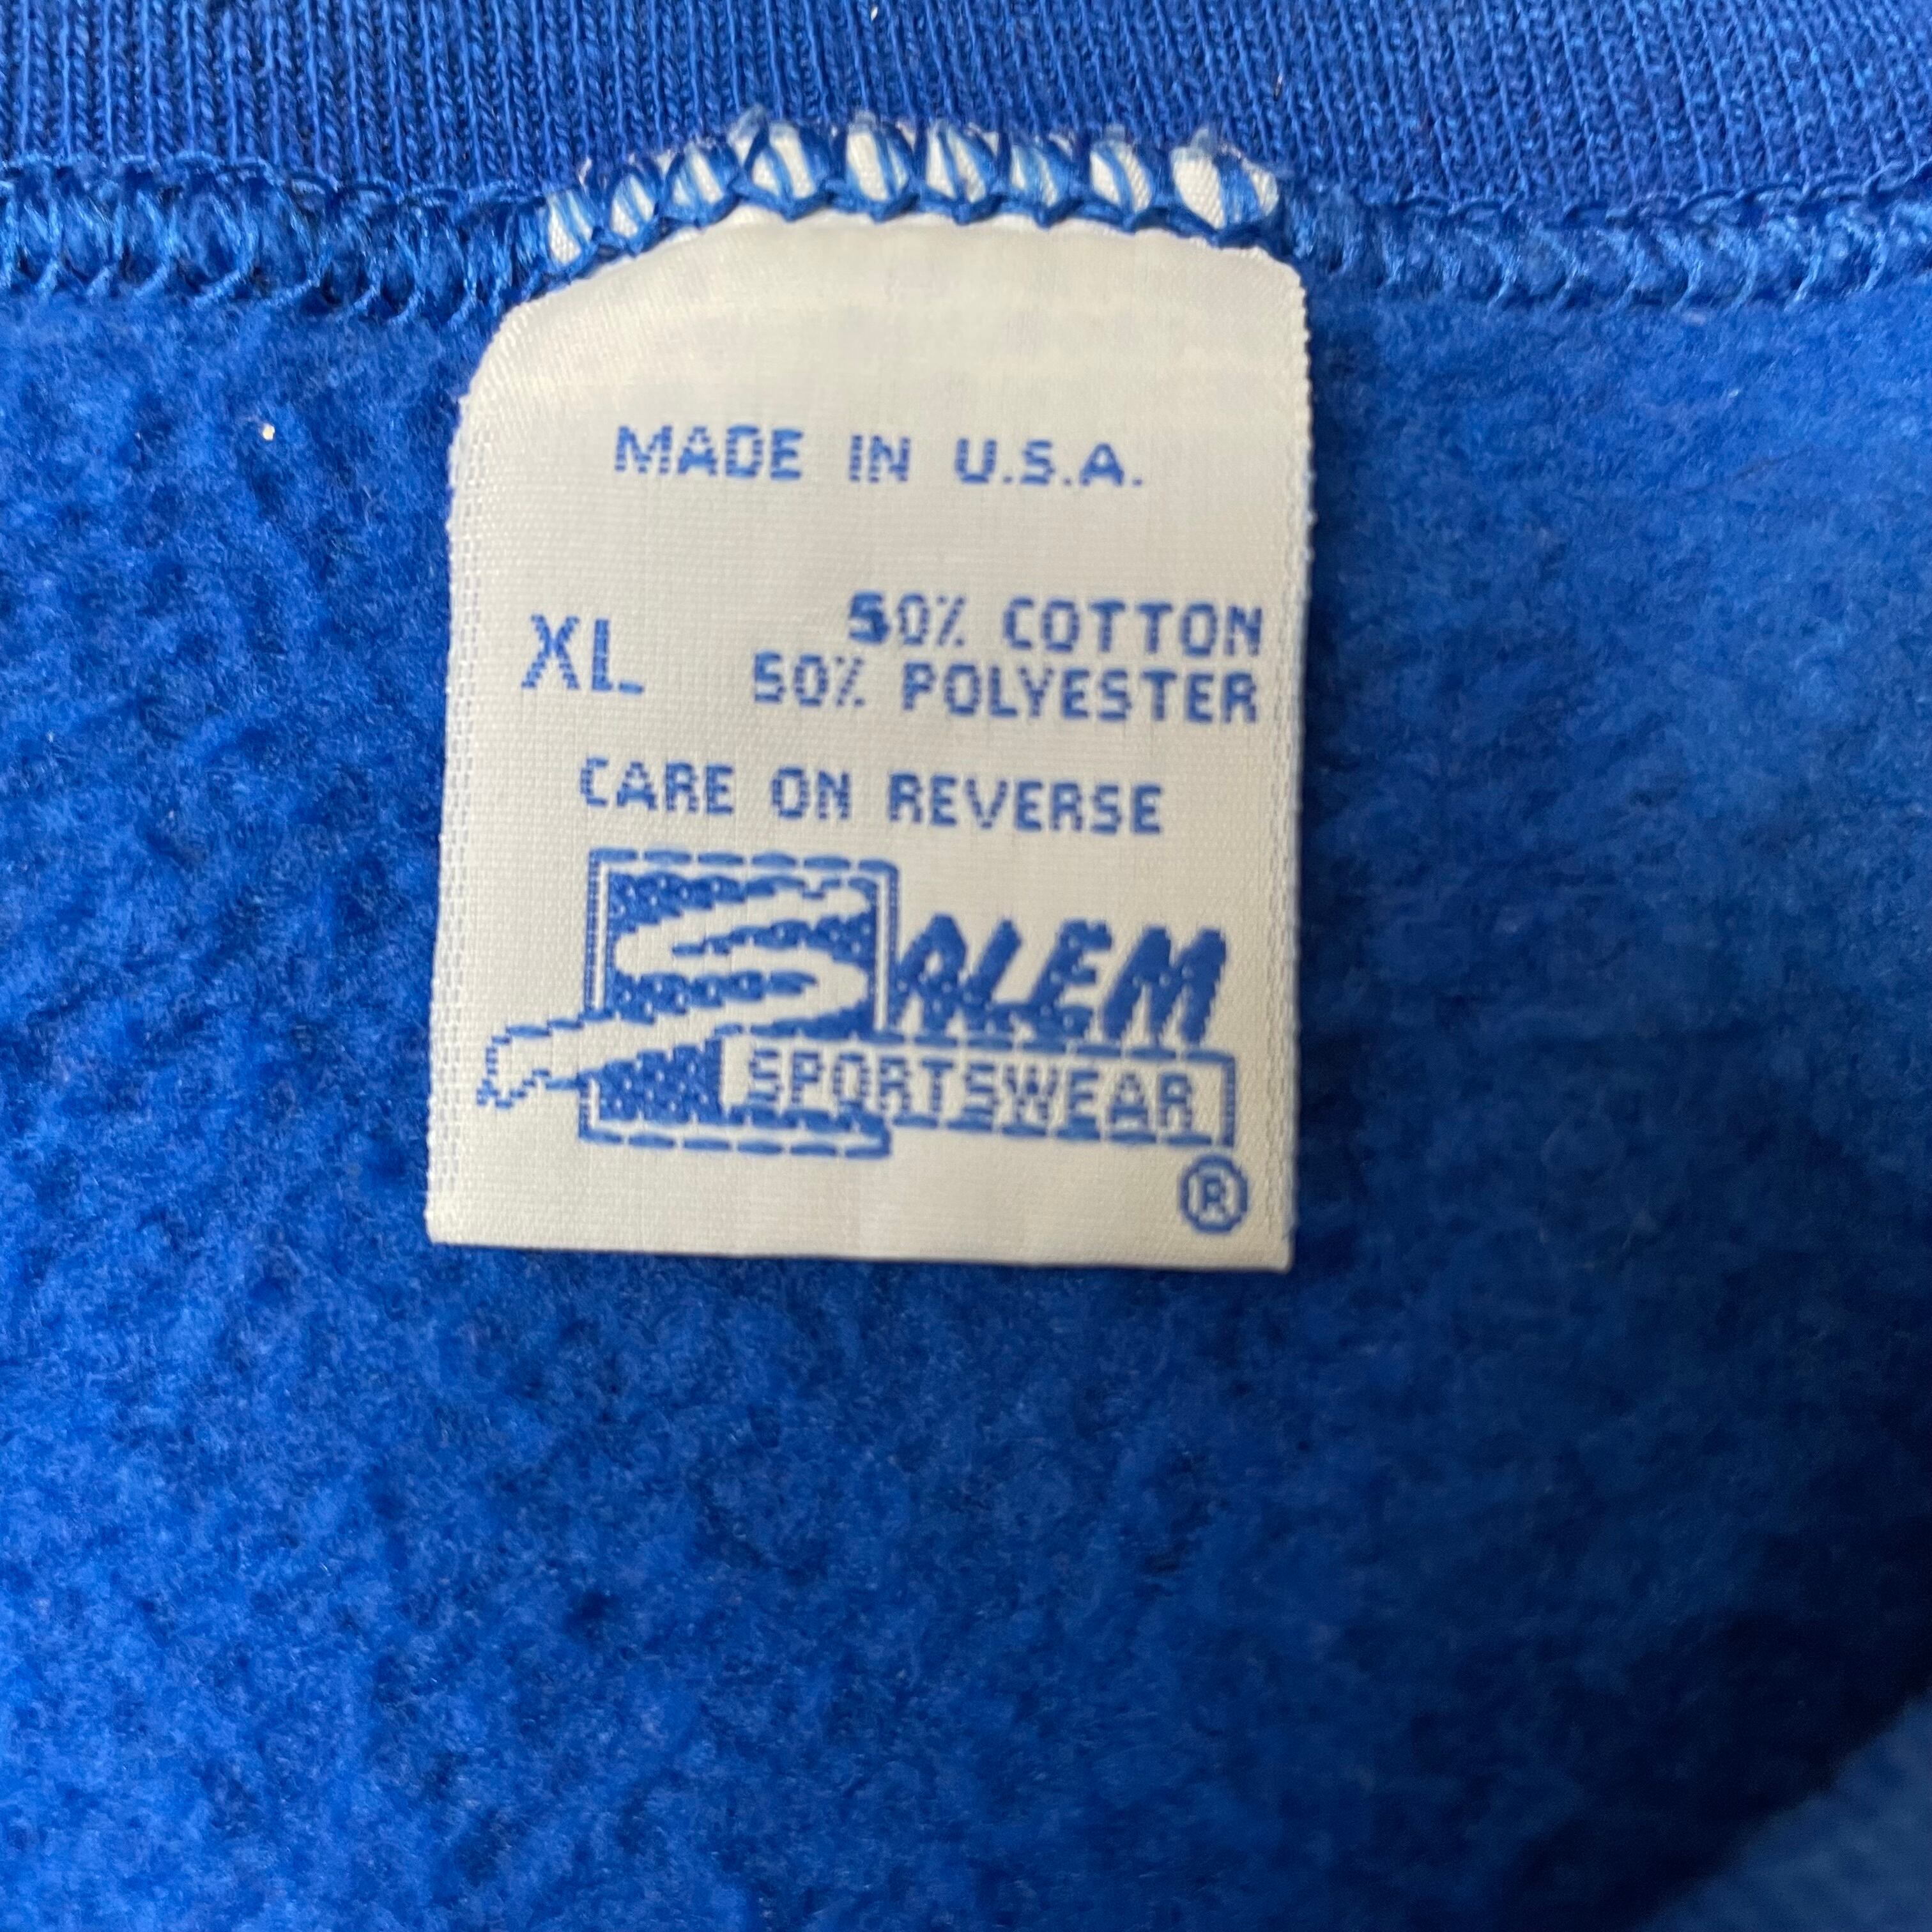 MADE IN U.S.A.
XL
50% COTTON
50% POLYESTER
CARE ON REVERSE
SALEM
SPORTSWEAR
®